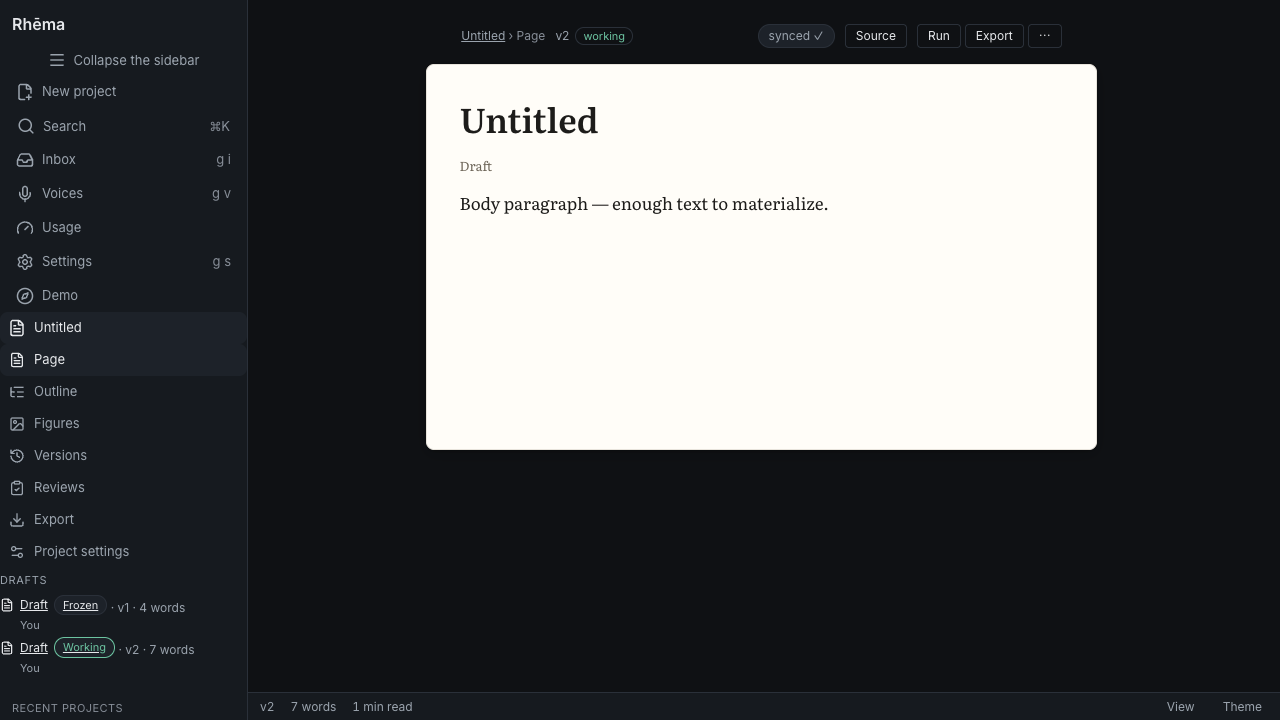 Rhēma
Collapse the sidebar
New project
Search ⌘K
Inbox g i
Voices g v
Usage
Settings g s
Demo
Untitled
Page
Outline
Figures
Versions
Reviews
Export
Project settings
DRAFTS
Draft Frozen · v1 · 4 words
You
Draft Working · v2 · 7 words
You
RECENT PROJECTS
Untitled › Page v2 working
synced ✓ Source Run Export ···
Untitled
Draft
Body paragraph — enough text to materialize.
v2 7 words 1 min read
View Theme